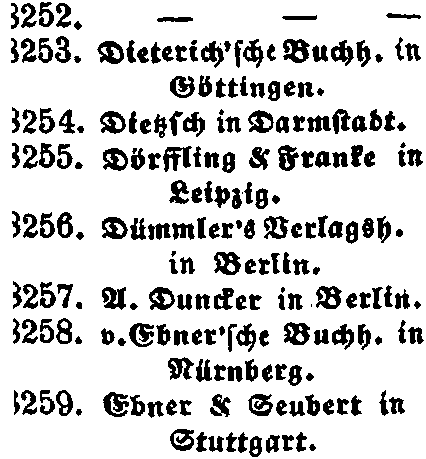 3252. — — —
3253. Dieterich'sche Buchh. in
Göttingen.
3254. Dietzsch in Darmstadt.
3255. Dörffling & Franke in
Leipzig.
3256. Dümmler's Verlagsh.
in Berlin.
3257. A. Duncker in Berlin.
3258. v. Ebner'sche Buchh. in
Nürnberg.
3259. Ebner & Seubert in
Stuttgart.